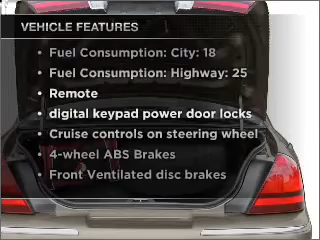 VEHICLE FEATURES
• Fuel Consumption: City: 18
• Fuel Consumption: Highway: 25
• Remote
• digital keypad power door locks
• Cruise controls on steering wheel
• 4-wheel ABS Brakes
• Front Ventilated disc brakes